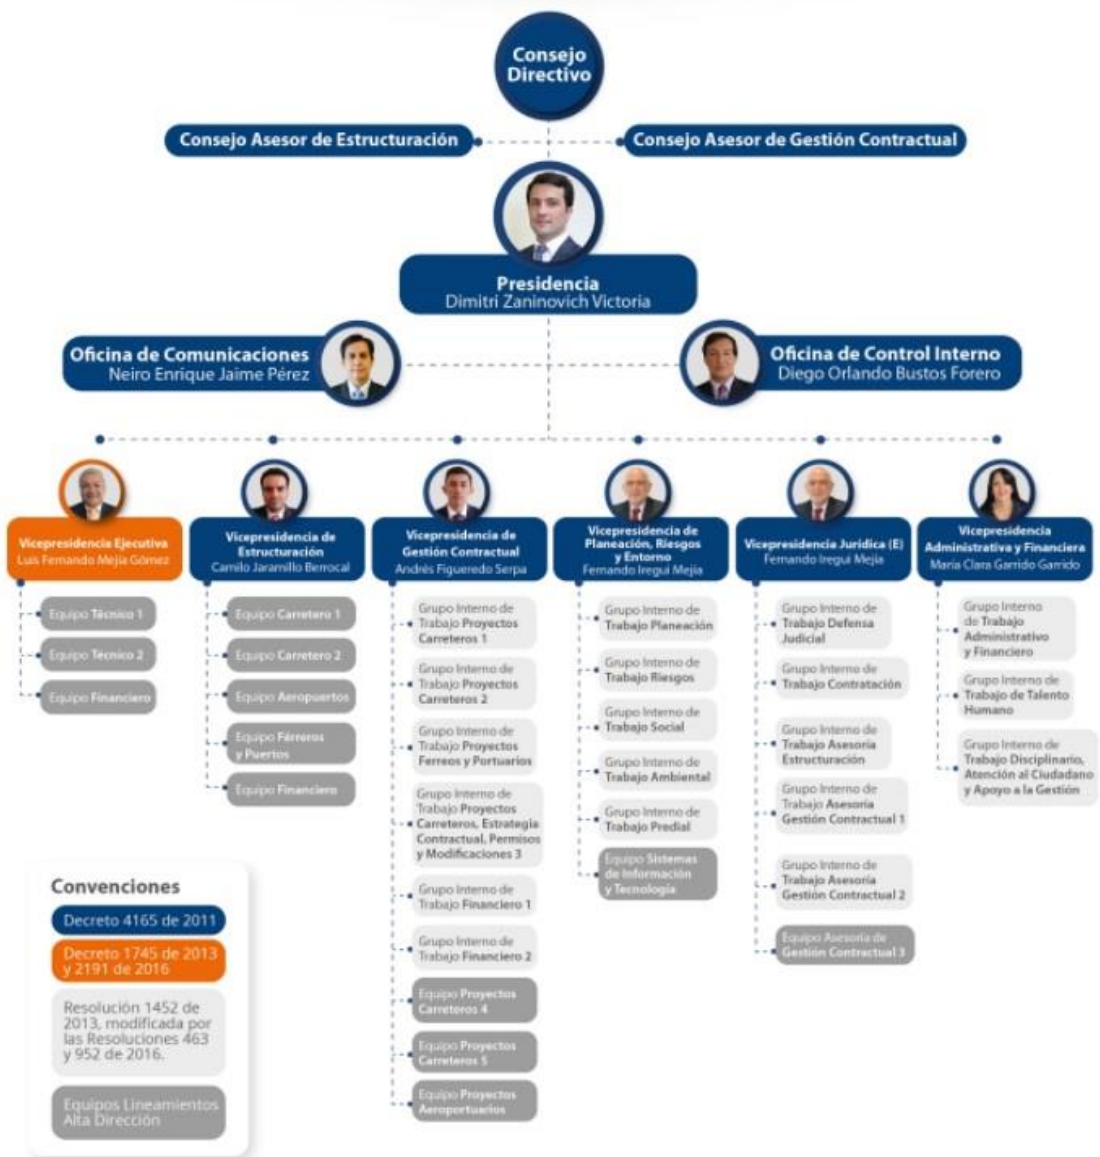 Consejo
Directivo
Consejo Asesor de Estructuración
Consejo Asesor de Gestión Contractual
Presidencia
Dimitri Zaninovich Victoria
Oficina de Comunicaciones
Neiro Enrique Jaime Pérez
Oficina de Control Interno
Diego Orlando Bustos Forero
Vicepresidencia Ejecutiva
Luis Fernando Mejía Gómez
Equipo Técnico 1
Equipo Técnico 2
Equipo Financiero
Vicepresidencia de
Estructuración
Camilo Jaramillo Berrocal
Equipo Carretero 1
Equipo Carretero 2
Equipo Aeropuertos
Equipo Férreos
y Puertos
Equipo Financiero
Vicepresidencia de
Gestión Contractual
Andrés Figueredo Serpa
Grupo Interno de
Trabajo Proyectos
Carreteros 1
Grupo Interno de
Trabajo Proyectos
Carreteros 2
Grupo Interno de
Trabajo Proyectos
Ferreos y Portuarios
Grupo Interno de
Trabajo Proyectos
Carreteros, Estrategia
Contractual, Permisos
y Modificaciones 3
Grupo Interno de
Trabajo Financiero 1
Grupo Interno de
Trabajo Financiero 2
Equipo Proyectos
Carreteros 4
Equipo Proyectos
Carreteros 5
Equipo Proyectos
Aeroportuarios
Vicepresidencia de
Planeación, Riesgos
y Entorno
Fernando Iregui Mejía
Grupo Interno de
Trabajo Planeación
Grupo Interno de
Trabajo Riesgos
Grupo Interno de
Trabajo Social
Grupo Interno de
Trabajo Ambiental
Grupo Interno de
Trabajo Predial
Equipo Sistemas
de Información
y Tecnología
Vicepresidencia Jurídica (E)
Fernando Iregui Mejía
Grupo Interno de
Trabajo Defensa
Judicial
Grupo Interno de
Trabajo Contratación
Grupo Interno de
Trabajo Asesoría
Estructuración
Grupo Interno de
Trabajo Asesoría
Gestión Contractual 1
Grupo Interno de
Trabajo Asesoría
Gestión Contractual 2
Equipo Asesoría de
Gestión Contractual 3
Vicepresidencia
Administrativa y Financiera
María Clara Garrido Garrido
Grupo Interno
de Trabajo
Administrativo
y Financiero
Grupo Interno de
Trabajo de Talento
Humano
Grupo Interno de
Trabajo Disciplinario,
Atención al Ciudadano
y Apoyo a la Gestión
Convenciones
Decreto 4165 de 2011
Decreto 1745 de 2013
y 2191 de 2016
Resolución 1452 de
2013, modificada por
las Resoluciones 463
y 952 de 2016.
Equipos Lineamientos
Alta Dirección